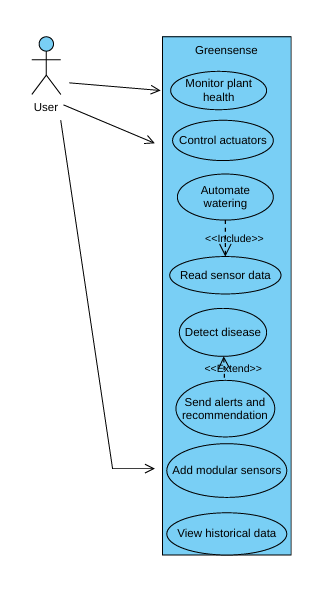 Greensense
Monitor plant
health
User
Control actuators
Automate
watering
<<Include>>
Read sensor data
Detect disease
<<Extend>>
Send alerts and
recommendation
Add modular sensors
View historical data